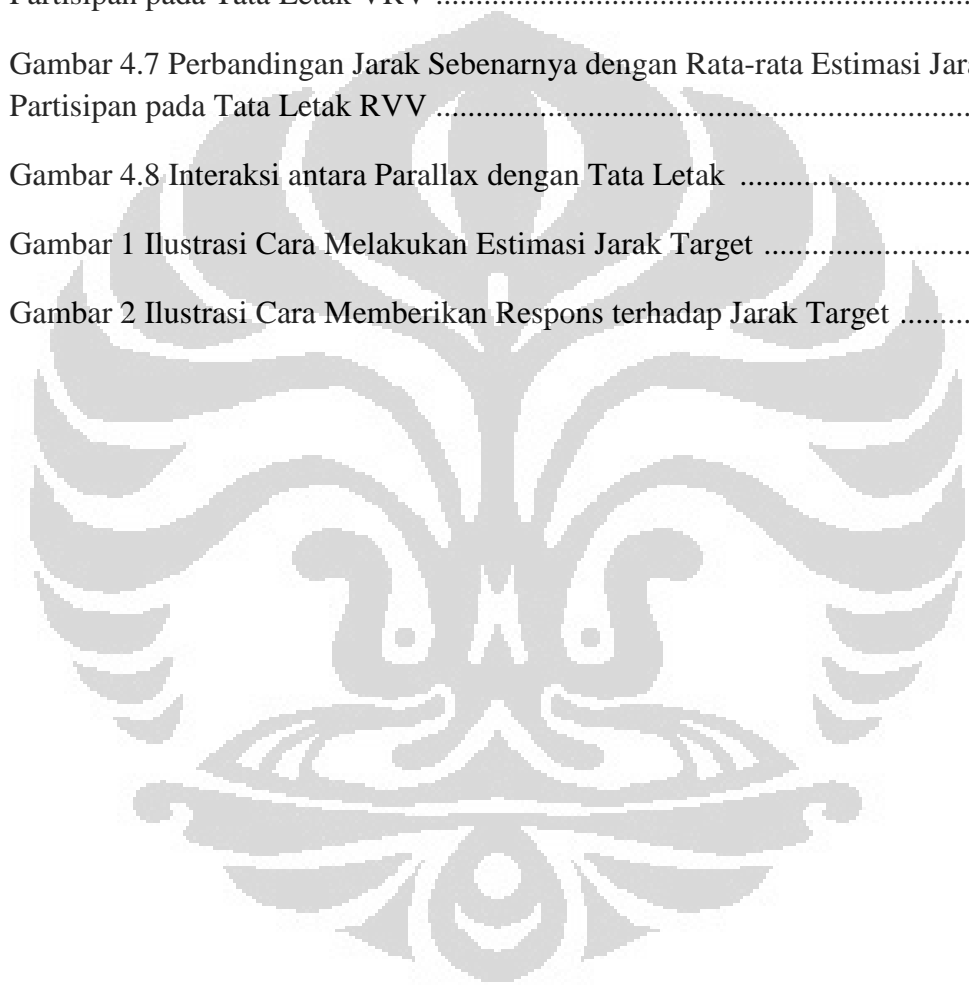 Partisipan pada Tata Letak VRV ..........................................................
Gambar 4.7 Perbandingan Jarak Sebenarnya dengan Rata-rata Estimasi
Partisipan pada Tata Letak RVV ..........................................................
Gambar 4.8 Interaksi antara Parallax dengan Tata Letak .........................
Gambar 1 Ilustrasi Cara Melakukan Estimasi Jarak Target ......................
Gambar 2 Ilustrasi Cara Memberikan Respons terhadap Jarak Target .........